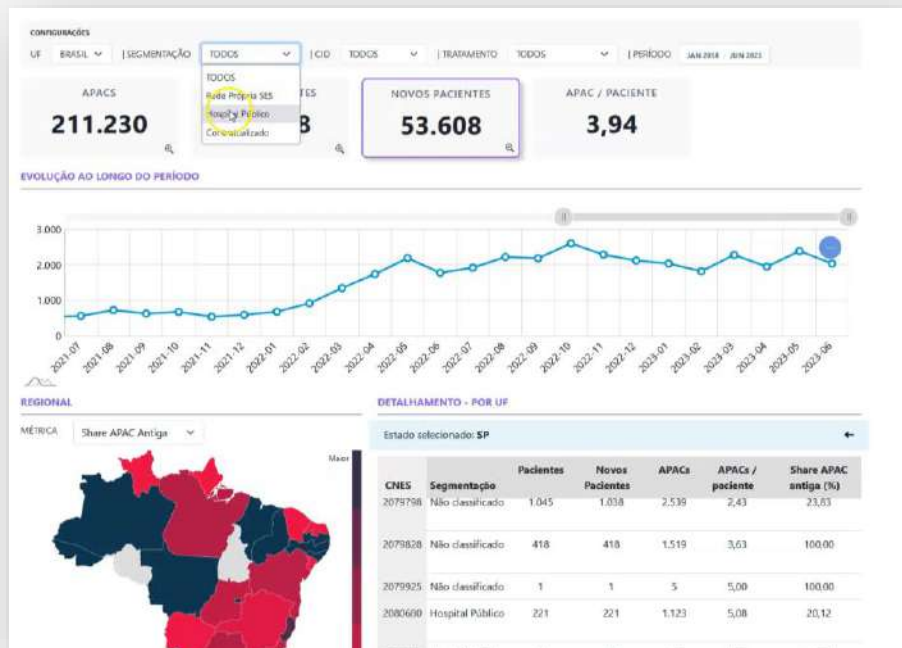 CONFIGURAÇÕES
UF BRASIL | SEGMENTAÇÃO TODOS | CID TODOS | TRATAMENTO TODOS | PERÍODO JAN 2018 - JUN 2023
TODOS
Rede Própria SES
Hospital Público
Contratualizado
APACS
211.230
TES
8
NOVOS PACIENTES
53.608
APAC / PACIENTE
3,94
EVOLUÇÃO AO LONGO DO PERÍODO
3.000
2.000
1.000
0
2021-07 2021-08 2021-09 2021-10 2021-11 2021-12 2022-01 2022-02 2022-03 2022-04 2022-05 2022-06 2022-07 2022-08 2022-09 2022-10 2022-11 2022-12 2023-01 2023-02 2023-03 2023-04 2023-05 2023-06
REGIONAL
MÉTRICA Share APAC Antiga
Maior
DETALHAMENTO - POR UF
Estado selecionado: SP
CNES Segmentação Pacientes Novos Pacientes APACs APACs / paciente Share APAC antiga (%)
2079798 Não classificado 1.045 1.038 2.539 2,43 23,83
2079828 Não classificado 418 418 1.519 3,63 100,00
2079925 Não classificado 1 1 5 5,00 100,00
2080680 Hospital Público 221 221 1.123 5,08 20,12